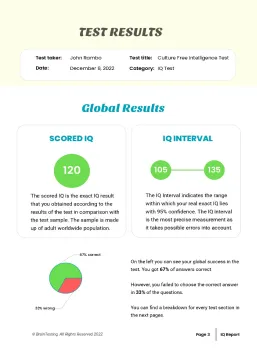 TEST RESULTS
Test taker: John Rambo Test title: Culture Free Intelligence Test
Date: December 5, 2022 Category: IQ Test
Global Results
SCORED IQ
120
The scored IQ is the exact IQ result
that you obtained according to the
results of the test in comparison with
the test sample. The sample is made
up of adult worldwide population.
IQ INTERVAL
105 135
The IQ Interval indicates the range
within which your real exact IQ lies
with 95% confidence. The IQ Interval
is the most precise measurement as
it takes possible errors into account.
67% correct
33% wrong
On the left you can see your global success in the
test. You got 67% of answers correct
However, you failed to choose the correct answer
in 33% of the questions.
You can find a breakdown for every test section in
the next pages.
© BrainTesting. All Rights Reserved 2022
Page 2 IQ Report